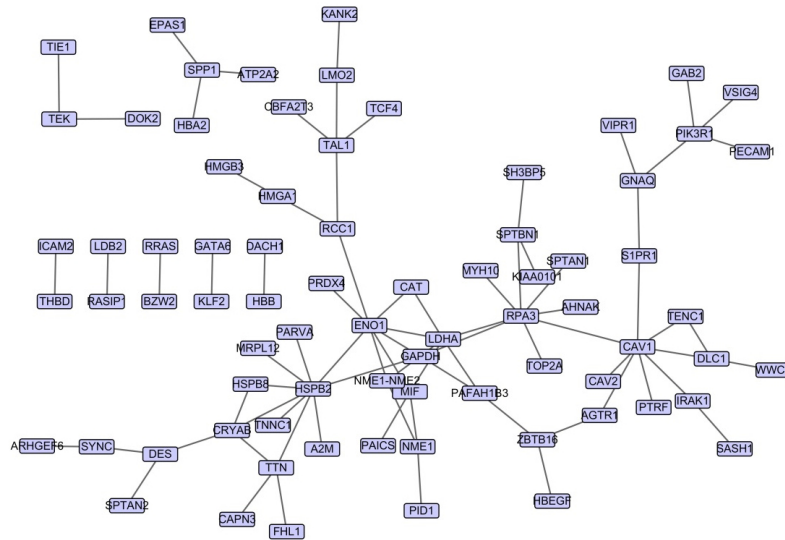 KANK2
EPAS1
TIE1
SPP1
ATP2A2
LMO2
GAB2
VSIG4
CBFA2T3
TCF4
TEK
DOK2
HBA2
VIPR1
PIK3R1
TAL1
PECAM1
HMGB3
SH3BP5
GNAQ
HMGA1
RCC1
SPTBN1
ICAM2
LDB2
RRAS
GATA6
DACH1
S1PR1
SPTAN1
MYH10
KIAA0101
PRDX4
CAT
THBD
RASIP1
BZW2
KLF2
HBB
AHNAK
RPA3
TENC1
ENO1
PARVA
LDHA
MRPL12
CAV1
GAPDH
DLC1
TOP2A
WWC
HSPB8
HSPB2
NME1-NME2
CAV2
MIF
PAFAH1B3
PTRF
IRAK1
AGTR1
TNNC1
CRYAB
ZBTB16
ARHGEF6
SYNC
A2M
PAICS
NME1
SASH1
DES
TTN
HBEGF
SPTAN2
PID1
CAPN3
FHL1